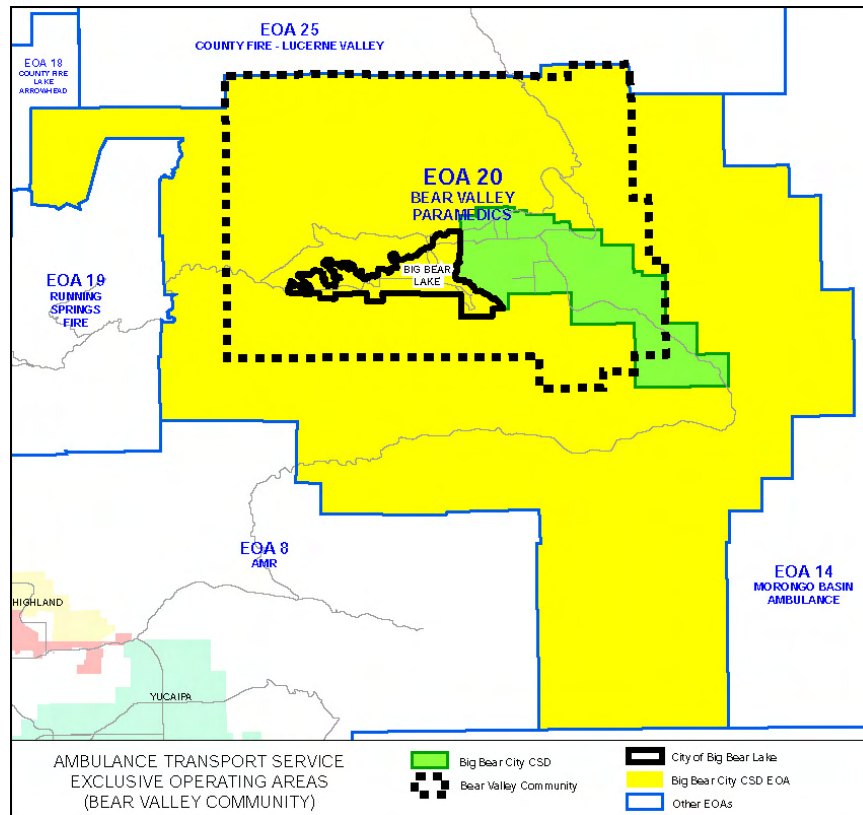 EOA 25
COUNTY FIRE - LUCERNE VALLEY
EOA 18
COUNTY FIRE
LAKE
ARROWHEAD
EOA 20
BEAR VALLEY
PARAMEDICS
BIG BEAR
LAKE
EOA 19
RUNNING
SPRINGS
FIRE
EOA 8
AMR
EOA 14
MORONGO BASIN
AMBULANCE
HIGHLAND
YUCAIPA
AMBULANCE TRANSPORT SERVICE
EXCLUSIVE OPERATING AREAS
(BEAR VALLEY COMMUNITY)
Big Bear City CSD
Bear Valley Community
City of Big Bear Lake
Big Bear City CSD EOA
Other EOAs